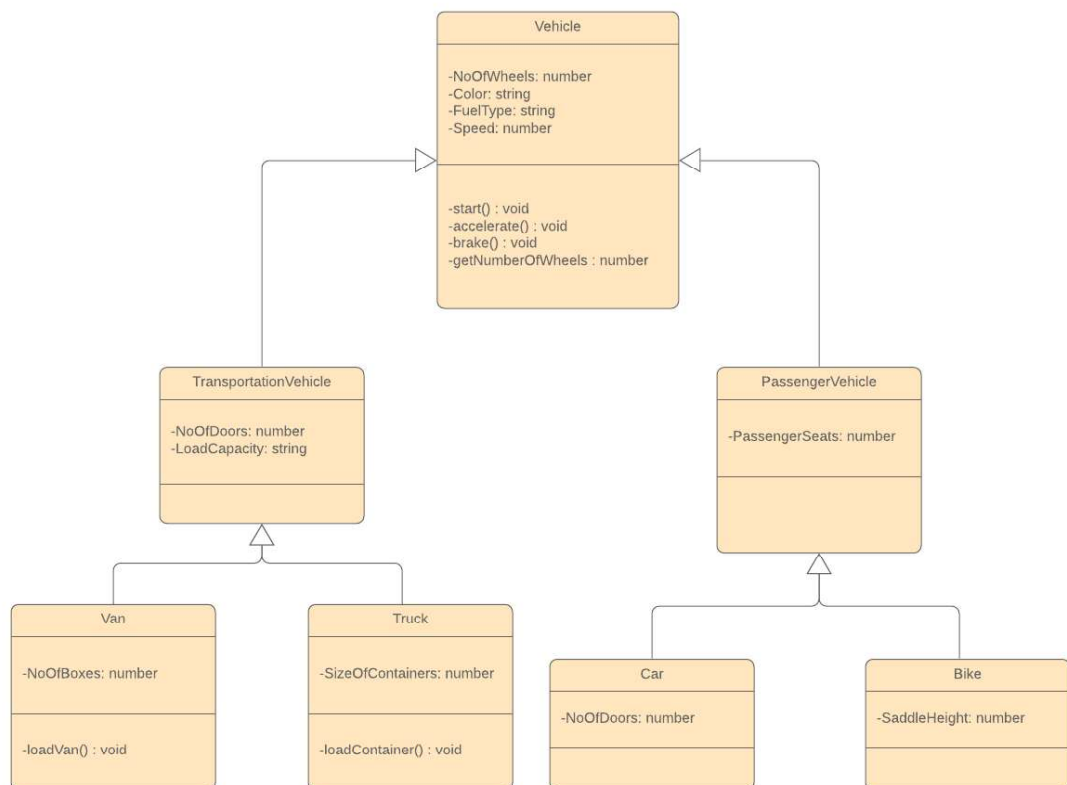 Vehicle
-NoOfWheels: number
-Color: string
-FuelType: string
-Speed: number
-start() : void
-accelerate() : void
-brake() : void
-getNumberOfWheels : number
TransportationVehicle
-NoOfDoors: number
-LoadCapacity: string
PassengerVehicle
-PassengerSeats: number
Van
-NoOfBoxes: number
-loadVan() : void
Truck
-SizeOfContainers: number
-loadContainer() : void
Car
-NoOfDoors: number
Bike
-SaddleHeight: number